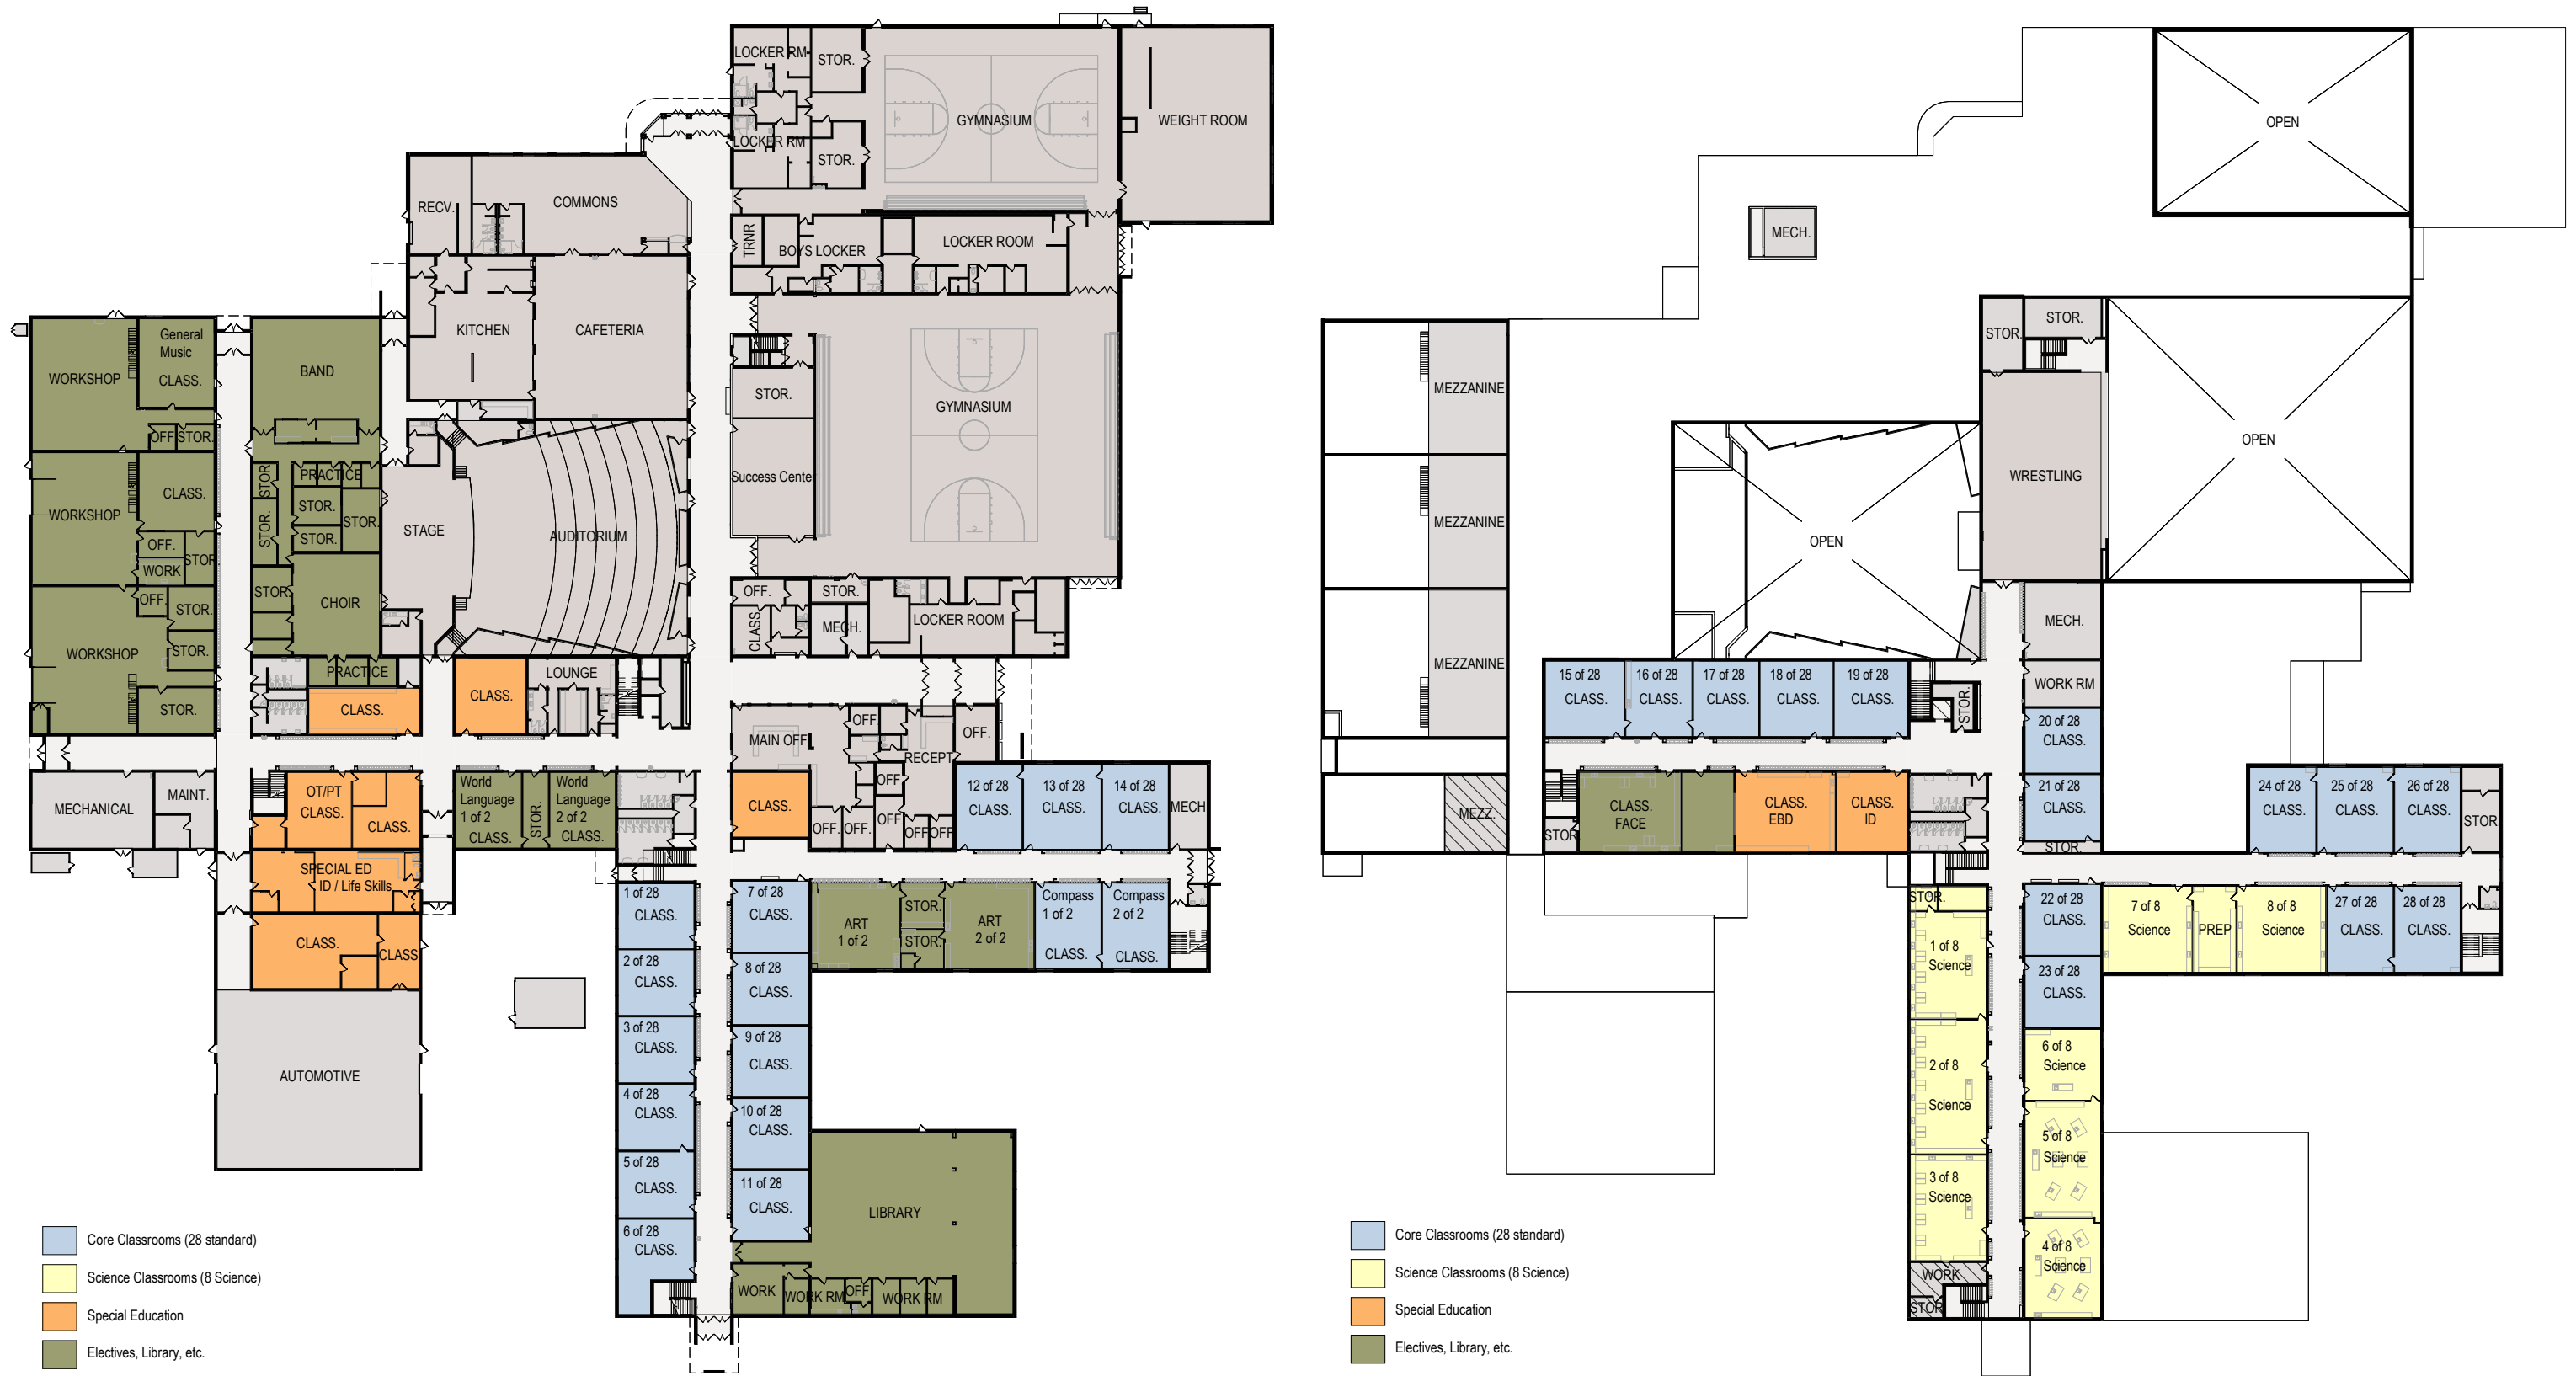 LOCKER RM
STOR.
GYMNASIUM
WEIGHT ROOM
LOCKER RM
STOR.
RECV.
COMMONS
TRNR
BOYS LOCKER
LOCKER ROOM
KITCHEN
CAFETERIA
WORKSHOP
General
Music
CLASS.
BAND
OFF
STOR.
STOR.
GYMNASIUM
Success Center
WORKSHOP
CLASS.
OFF.
WORK
STOR.
STOR.
PRACTICE
STOR.
STOR.
STOR.
STOR.
STOR.
CHOIR
STAGE
AUDITORIUM
WORKSHOP
OFF.
STOR.
STOR.
STOR.
PRACTICE
CLASS.
CLASS.
LOUNGE
OFF.
CLASS.
STOR.
MECH.
LOCKER ROOM
MAIN OFF
OFF.
RECEPT
OFF.
OFF
OFF.
OFF.
OFF.
OFF
OFF
CLASS.
MECHANICAL
MAINT.
OT/PT
CLASS.
CLASS.
World
Language
1 of 2
CLASS.
STOR.
World
Language
2 of 2
CLASS.
12 of 28
CLASS.
13 of 28
CLASS.
14 of 28
CLASS.
MECH
SPECIAL ED
ID / Life Skills
CLASS.
CLASS
AUTOMOTIVE
1 of 28
CLASS.
2 of 28
CLASS.
3 of 28
CLASS.
4 of 28
CLASS.
5 of 28
CLASS.
6 of 28
CLASS.
7 of 28
CLASS.
8 of 28
CLASS.
9 of 28
CLASS.
10 of 28
CLASS.
11 of 28
CLASS.
ART
1 of 2
STOR.
STOR.
ART
2 of 2
Compass
1 of 2
CLASS.
Compass
2 of 2
CLASS.
LIBRARY
WORK
WORK RM
OFF
WORK RM
Core Classrooms (28 standard)
Science Classrooms (8 Science)
Special Education
Electives, Library, etc.
OPEN
MECH.
STOR.
STOR.
MEZZANINE
MEZZANINE
MEZZANINE
MEZZ.
OPEN
WRESTLING
OPEN
MECH.
WORK RM
15 of 28
CLASS.
16 of 28
CLASS.
17 of 28
CLASS.
18 of 28
CLASS.
19 of 28
CLASS.
STOR.
20 of 28
CLASS.
21 of 28
CLASS.
STOR.
STOR
CLASS.
FACE
CLASS.
EBD
CLASS.
ID
24 of 28
CLASS.
25 of 28
CLASS.
26 of 28
CLASS.
STOR
STOR.
22 of 28
CLASS.
23 of 28
CLASS.
7 of 8
Science
PREP
8 of 8
Science
27 of 28
CLASS.
28 of 28
CLASS.
1 of 8
Science
2 of 8
Science
3 of 8
Science
6 of 8
Science
5 of 8
Science
4 of 8
Science
WORK
STOR
Core Classrooms (28 standard)
Science Classrooms (8 Science)
Special Education
Electives, Library, etc.